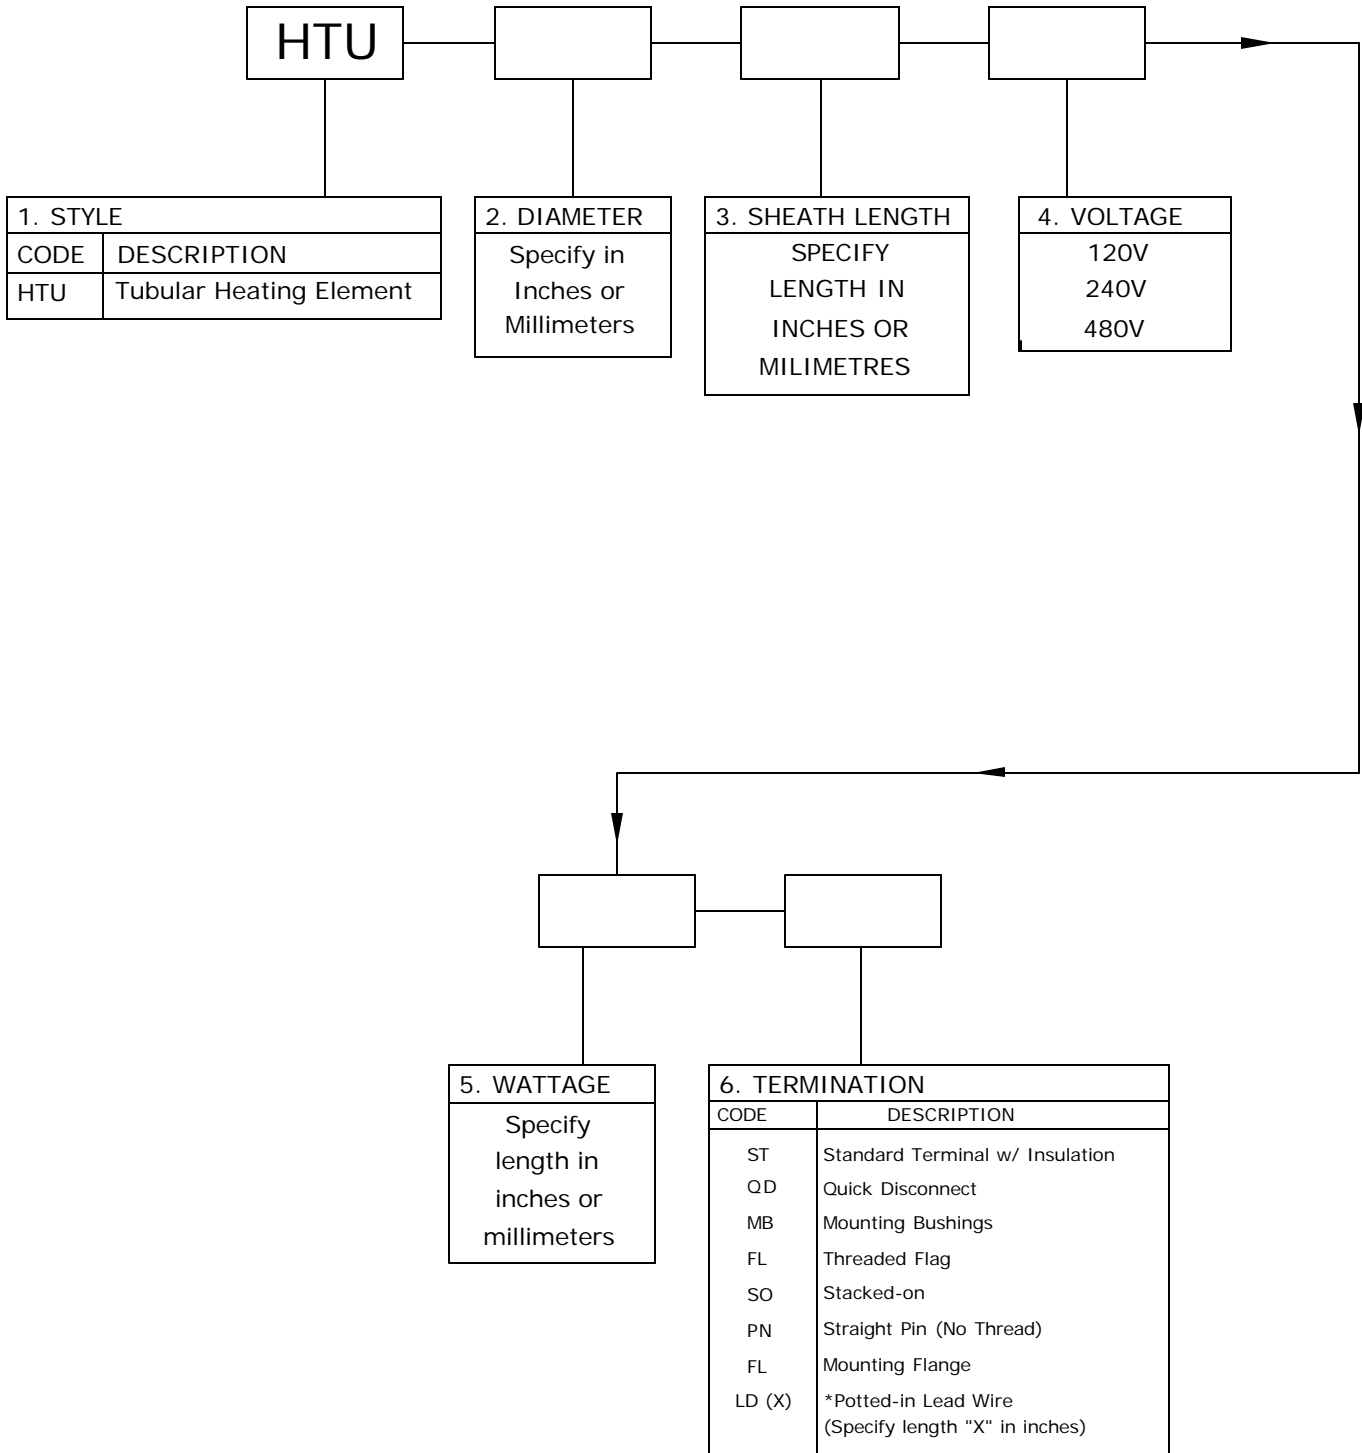 HTU
1. STYLE
CODE DESCRIPTION
HTU Tubular Heating Element
2. DIAMETER
Specify in
Inches or
Millimeters
3. SHEATH LENGTH
SPECIFY
LENGTH IN
INCHES OR
MILIMETRES
4. VOLTAGE
120V
240V
480V
5. WATTAGE
Specify
length in
inches or
millimeters
6. TERMINATION
CODE DESCRIPTION
ST Standard Terminal w/ Insulation
QD Quick Disconnect
MB Mounting Bushings
FL Threaded Flag
SO Stacked-on
PN Straight Pin (No Thread)
FL Mounting Flange
LD (X) *Potted-in Lead Wire
(Specify length "X" in inches)